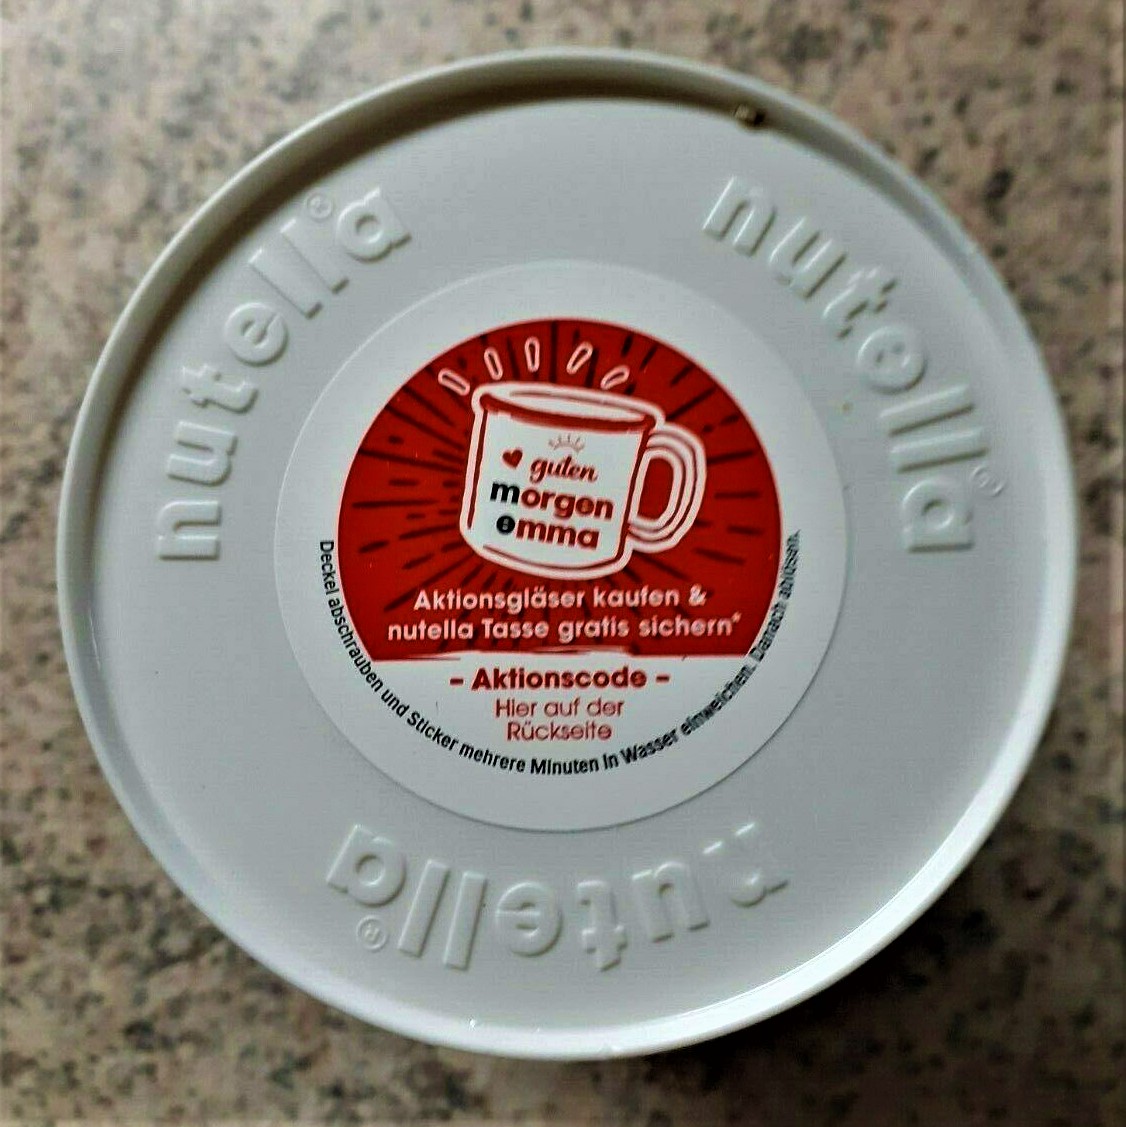 nutella®
nutella®
guten
morgen
emma
Aktionsgläser kaufen &
nutella Tasse gratis sichern*
- Aktionscode -
Hier auf der
Rückseite
Deckel abschrauben und Sticker mehrere Minuten in Wasser einweichen. Danach ablösen.
nutella®